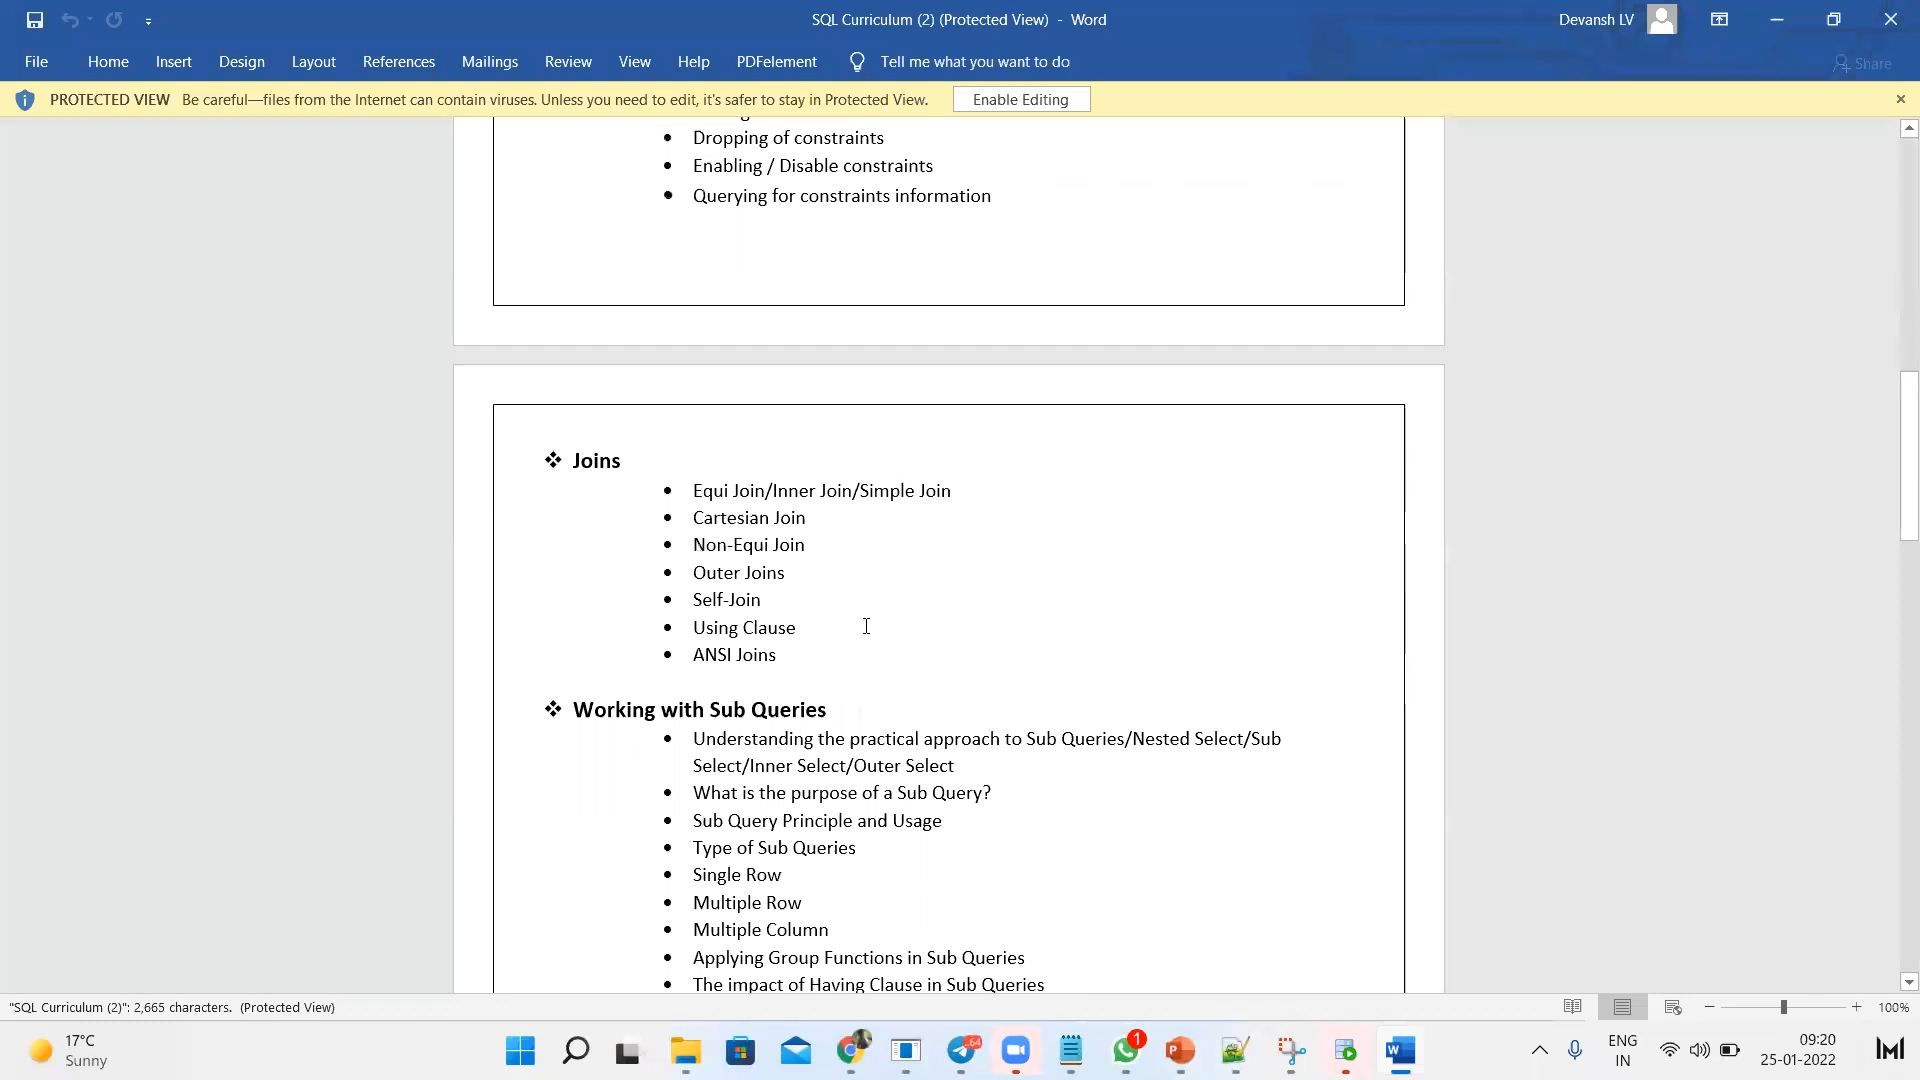 SQL Curriculum (2) (Protected View) - Word
Devansh LV
File Home Insert Design Layout References Mailings Review View Help PDFelement Tell me what you want to do
Share
PROTECTED VIEW Be careful—files from the Internet can contain viruses. Unless you need to edit, it's safer to stay in Protected View. Enable Editing
• Dropping of constraints
• Enabling / Disable constraints
• Querying for constraints information
❖ Joins
• Equi Join/Inner Join/Simple Join
• Cartesian Join
• Non-Equi Join
• Outer Joins
• Self-Join
• Using Clause
• ANSI Joins
❖ Working with Sub Queries
• Understanding the practical approach to Sub Queries/Nested Select/Sub
Select/Inner Select/Outer Select
• What is the purpose of a Sub Query?
• Sub Query Principle and Usage
• Type of Sub Queries
• Single Row
• Multiple Row
• Multiple Column
• Applying Group Functions in Sub Queries
• The impact of Having Clause in Sub Queries
"SQL Curriculum (2)": 2,665 characters. (Protected View)
100%
17°C
Sunny
64
1
ENG
IN
09:20
25-01-2022